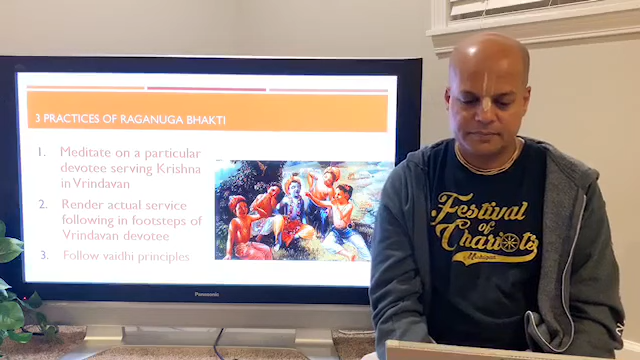 3 PRACTICES OF RAGANUGA BHAKTI
1. Meditate on a particular
devotee serving Krishna
in Vrindavan
2. Render actual service
following in footsteps of
Vrindavan devotee
3. Follow vaidhi principles
Panasonic
Festival
of
Chariots
Michigan